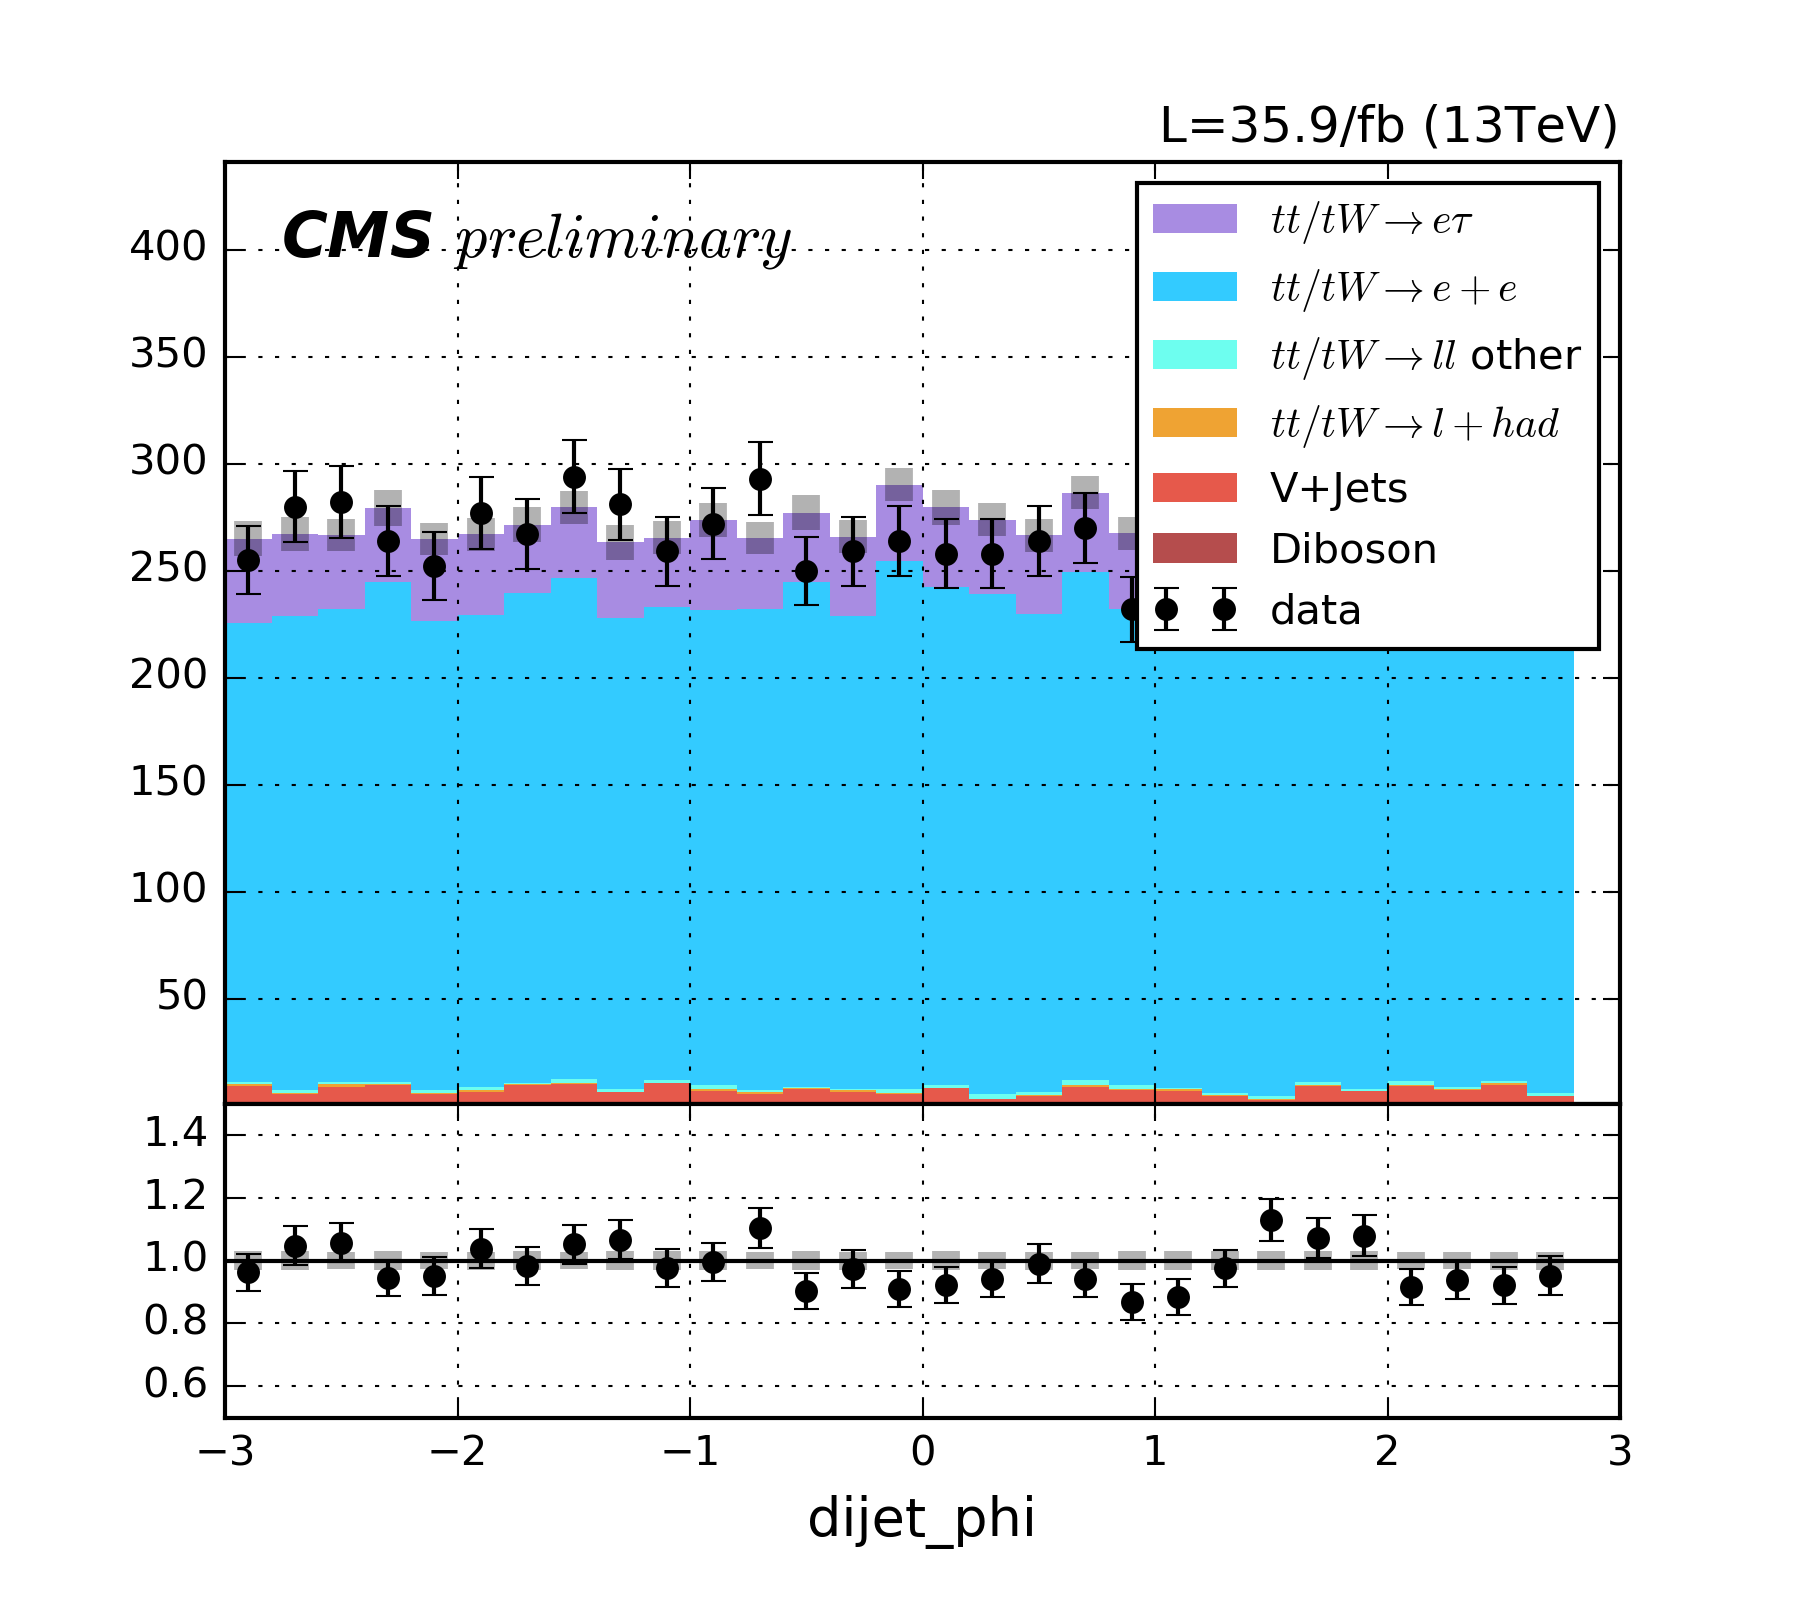 L=35.9/fb (13TeV)
CMS preliminary
tt/tW→eτ
tt/tW→e+e
tt/tW→ll other
tt/tW→l+had
V+Jets
Diboson
data
400
350
300
250
200
150
100
50
1.4
1.2
1.0
0.8
0.6
−3 −2 −1 0 1 2 3
dijet_phi